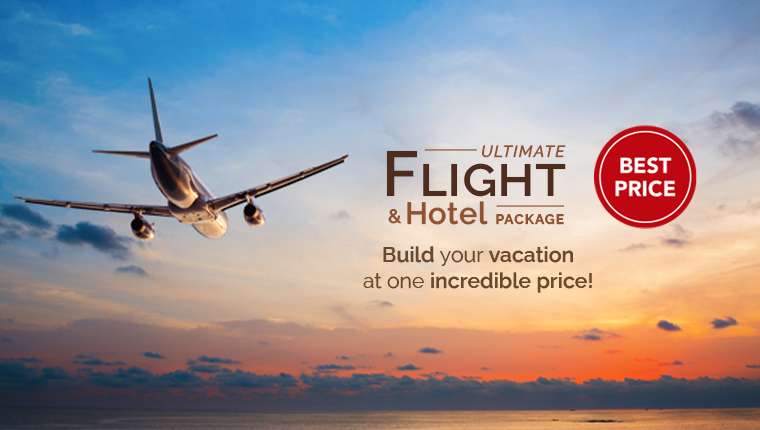 ULTIMATE
FLIGHT
& Hotel PACKAGE
BEST
PRICE
Build your vacation
at one incredible price!